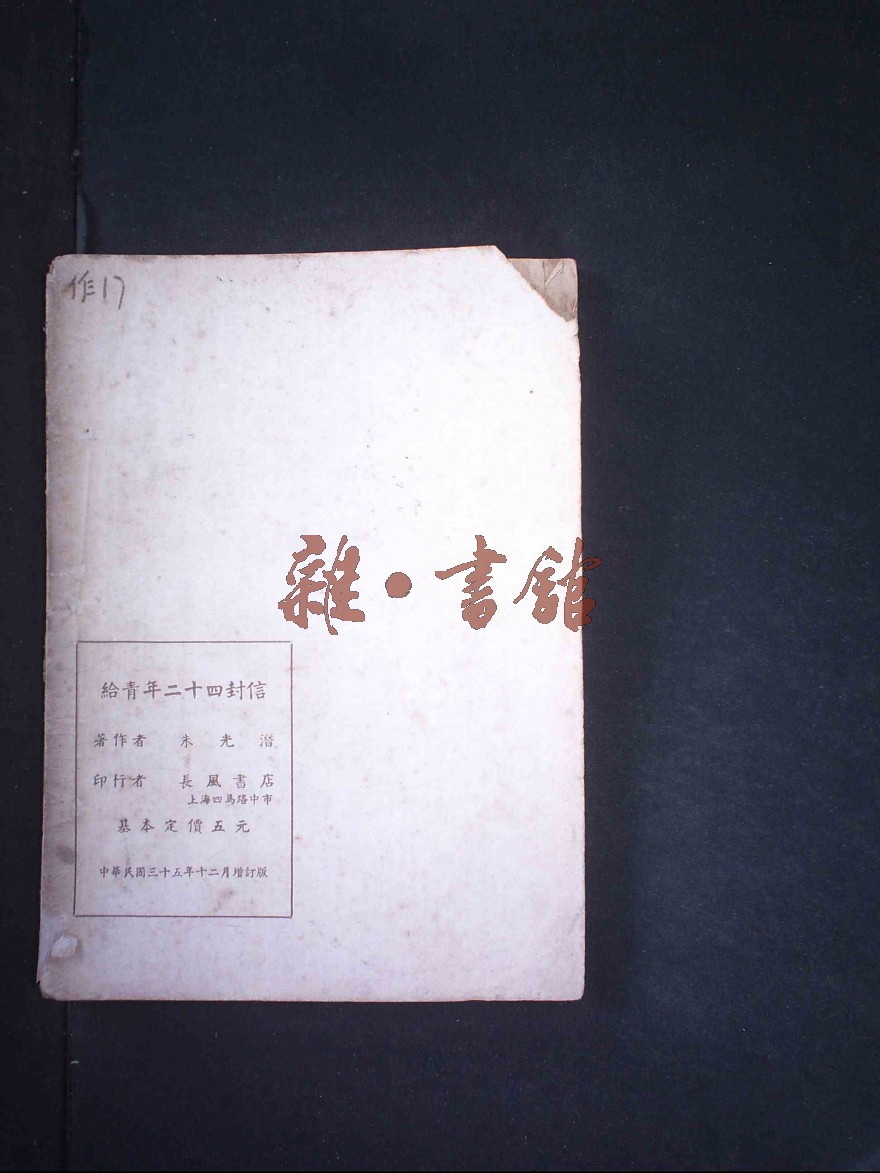 作17
雜•書館
給青年二十四封信
著作者 朱光潛
印行者 長風書店
上海四馬路中市
基本定價五元
中華民國三十五年十二月增訂版